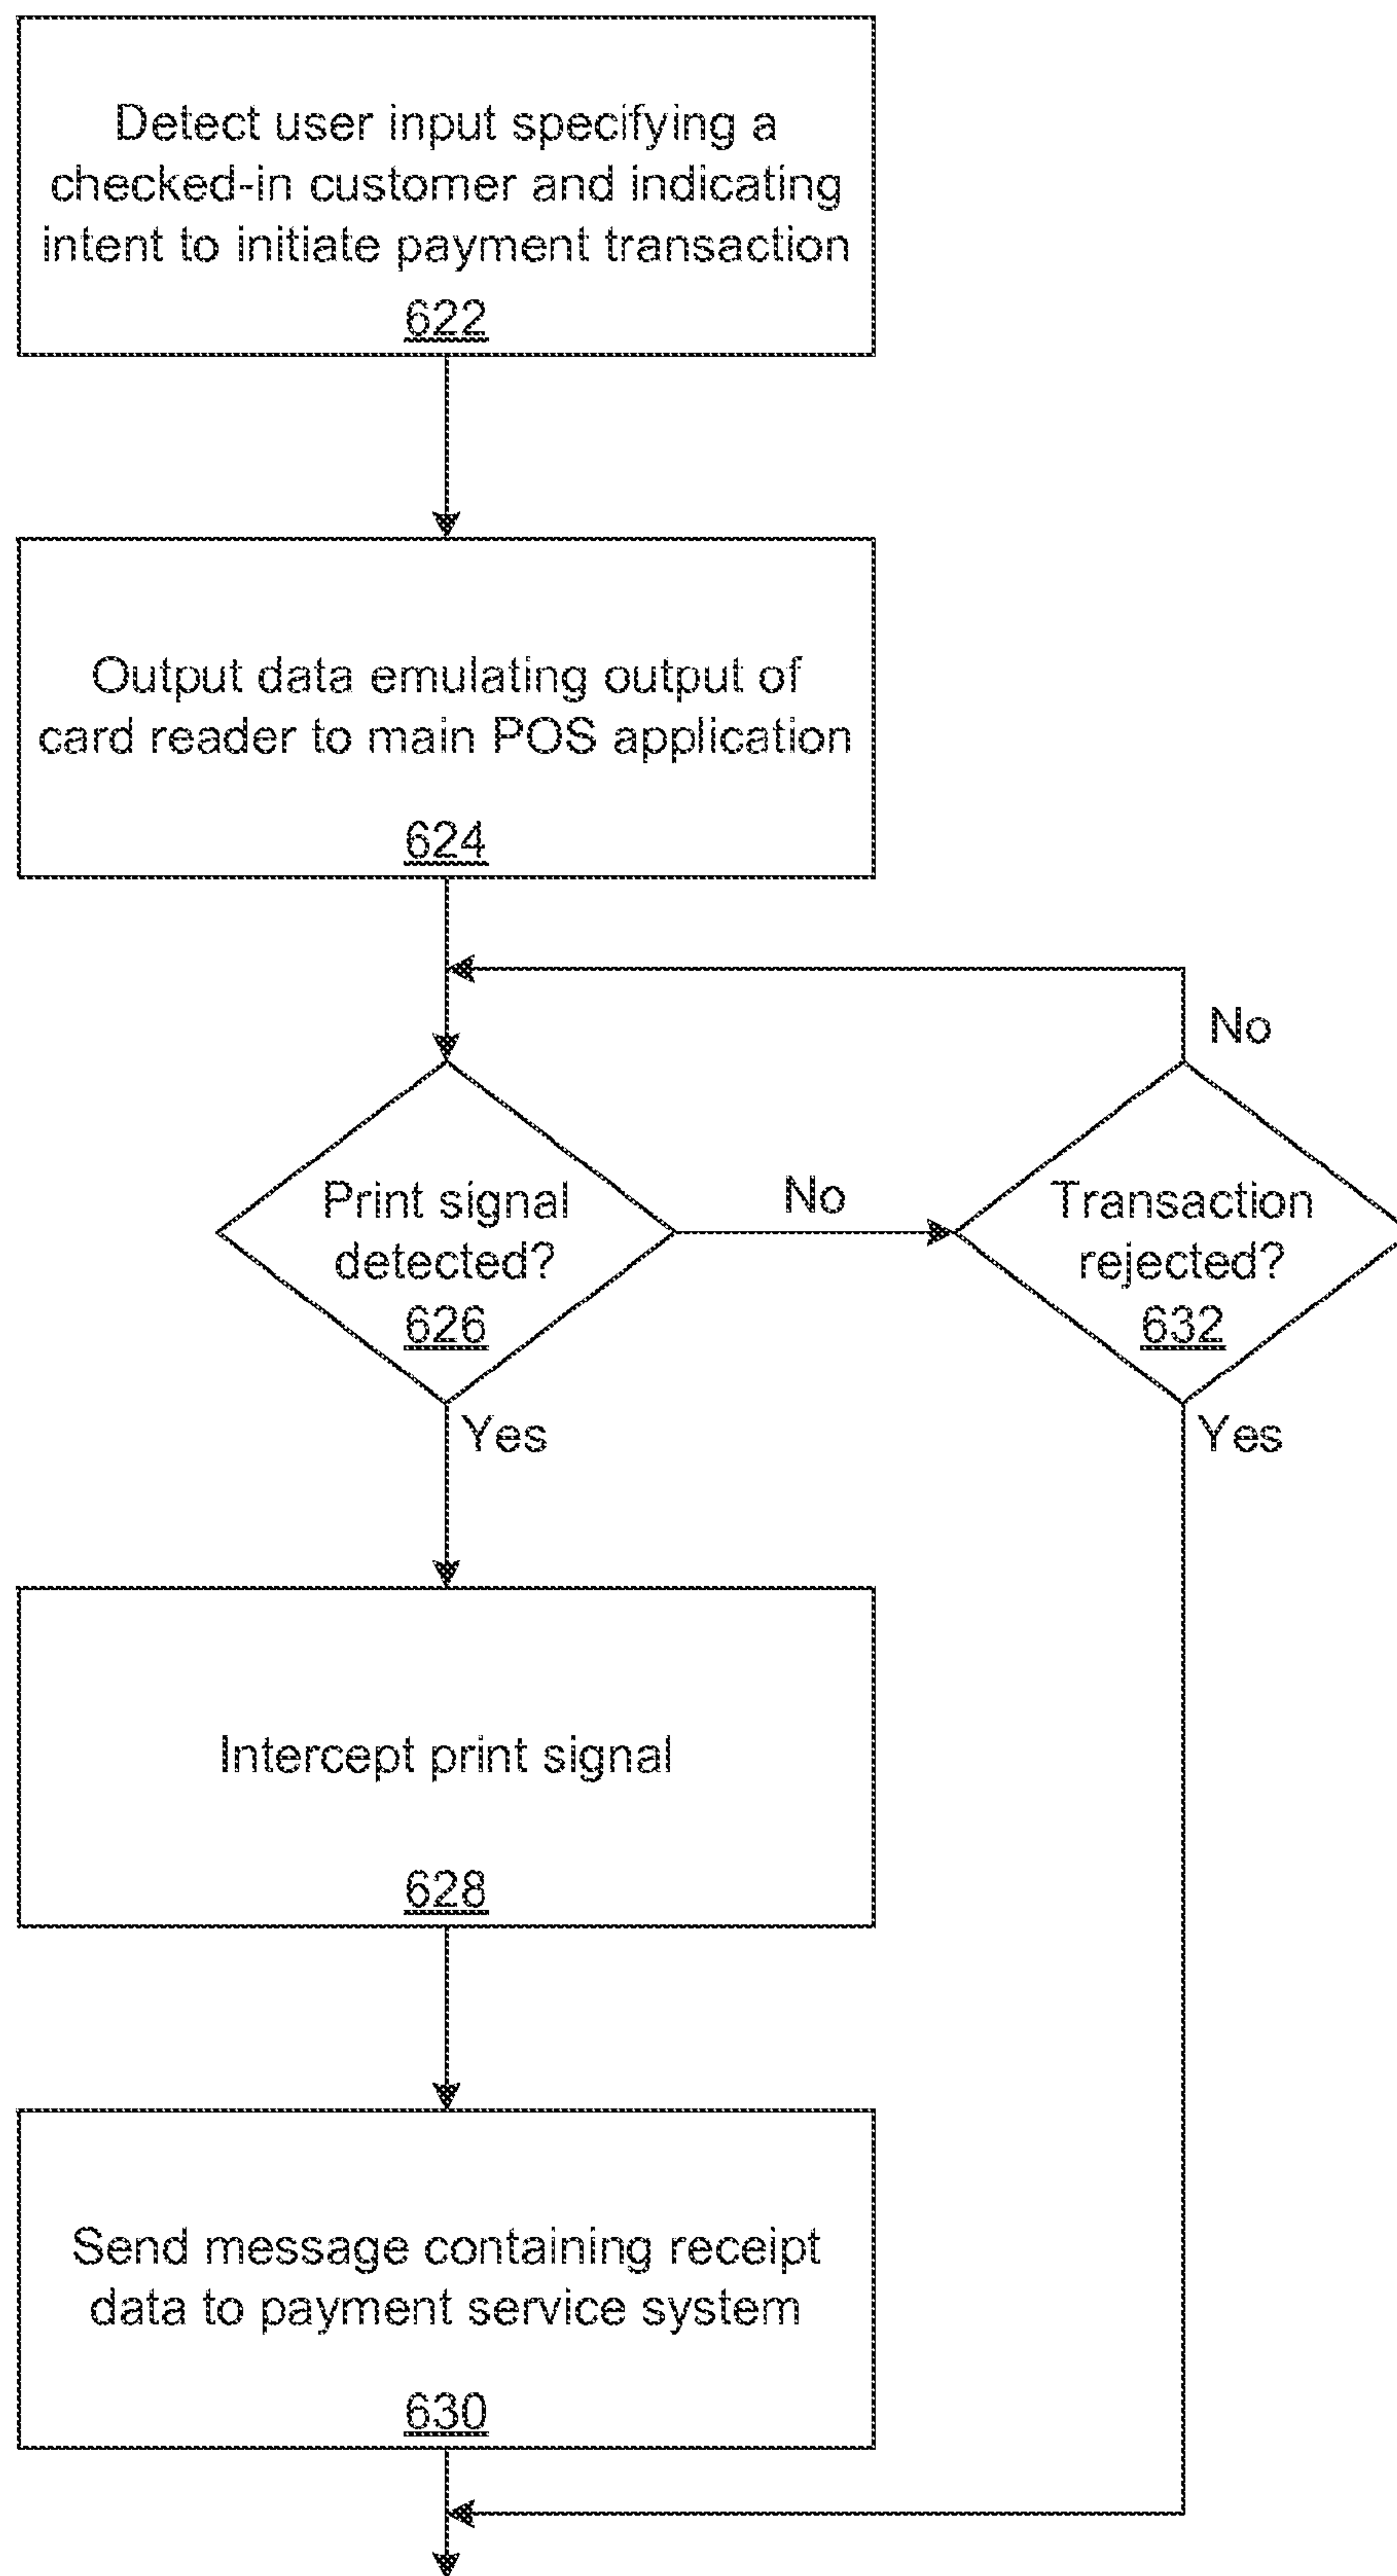 Detect user input specifying a
checked-in customer and indicating
intent to initiate payment transaction
622
Output data emulating output of
card reader to main POS application
624
No
Print signal
detected?
626
No
Transaction
rejected?
632
Yes
Yes
Intercept print signal
628
Send message containing receipt
data to payment service system
630